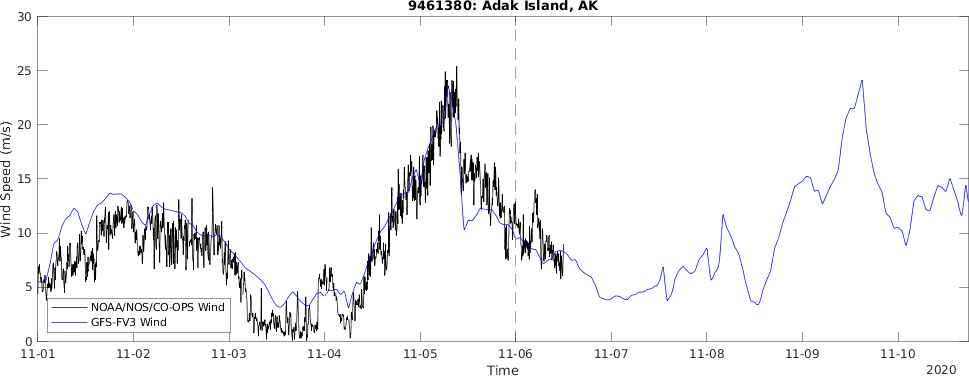 9461380: Adak Island, AK
30
25
20
15
10
5
0
Wind Speed (m/s)
NOAA/NOS/CO-OPS Wind
GFS-FV3 Wind
11-01 11-02 11-03 11-04 11-05 11-06 11-07 11-08 11-09 11-10
Time
2020